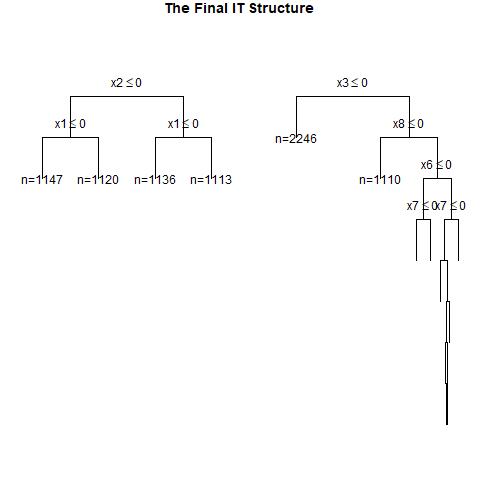 The Final IT Structure
x2 ≤ 0
x3 ≤ 0
x1 ≤ 0
x1 ≤ 0
x8 ≤ 0
n=2246
x6 ≤ 0
n=1147
n=1120
n=1136
n=1113
n=1110
x7 ≤ 0
x7 ≤ 0